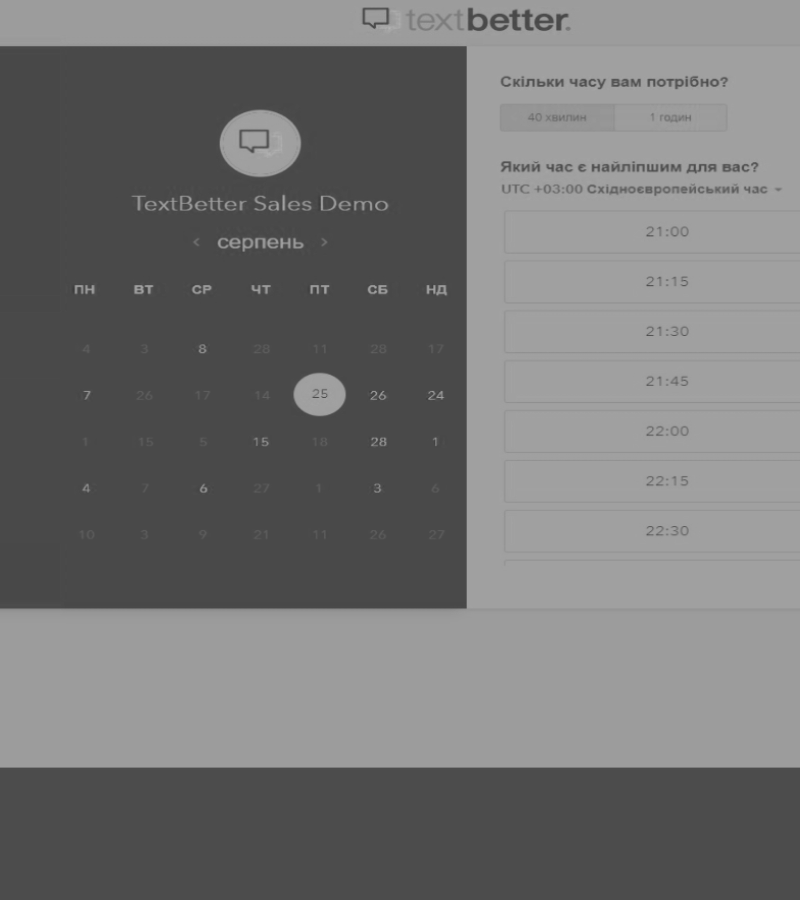 textbetter.
TextBetter Sales Demo
‹ серпень ›
ПН ВТ СР ЧТ ПТ СБ НД
4 3 8 28 11 28 17
7 26 17 14 25 26 24
1 15 5 15 18 28 1
4 7 6 27 1 3 6
10 3 9 21 11 26 27
Скільки часу вам потрібно?
40 хвилин 1 годин
Який час є найліпшим для вас?
UTC +03:00 Східноєвропейський час
21:00
21:15
21:30
21:45
22:00
22:15
22:30